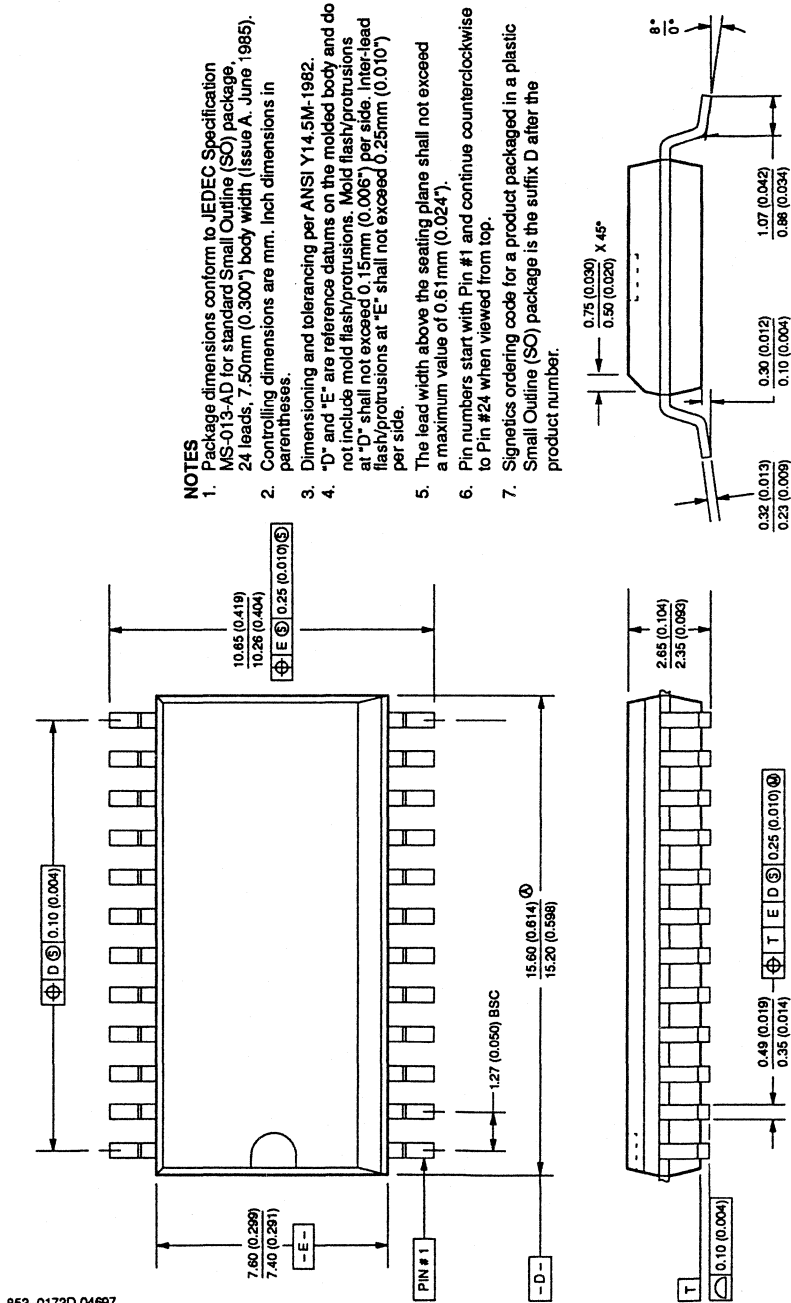 NOTES
1. Package dimensions conform to JEDEC Specification
MS-013-AD for standard Small Outline (SO) package,
24 leads, 7.50mm (0.300") body width (Issue A. June 1985).
2. Controlling dimensions are mm. Inch dimensions in
parentheses.
3. Dimensioning and tolerancing per ANSI Y14.5M-1982.
4. "D" and "E" are reference datums on the molded body and do
not include mold flash/protrusions. Mold flash/protrusions
at "D" shall not exceed 0.15mm (0.006") per side. Inter-lead
flash/protrusions at "E" shall not exceed 0.25mm (0.010")
per side.
5. The lead width above the seating plane shall not exceed
a maximum value of 0.61mm (0.024").
6. Pin numbers start with Pin #1 and continue counterclockwise
to Pin #24 when viewed from top.
7. Signetics ordering code for a product packaged in a plastic
Small Outline (SO) package is the suffix D after the
product number.
⌖ D Ⓢ 0.10 (0.004)
10.65 (0.419)
10.26 (0.404)
⌖ E Ⓢ 0.25 (0.010) Ⓢ
7.60 (0.299)
7.40 (0.291)
- E -
PIN # 1
1.27 (0.050) BSC
15.60 (0.614) Ⓐ
15.20 (0.598)
- D -
2.65 (0.104)
2.35 (0.093)
0.49 (0.019)
0.35 (0.014)
⌖ T E D Ⓢ 0.25 (0.010) Ⓜ
T
⌓ 0.10 (0.004)
0.75 (0.030)
0.50 (0.020)
X 45°
8°
0°
0.32 (0.013)
0.23 (0.009)
0.30 (0.012)
0.10 (0.004)
1.07 (0.042)
0.86 (0.034)
853-0173D 04697